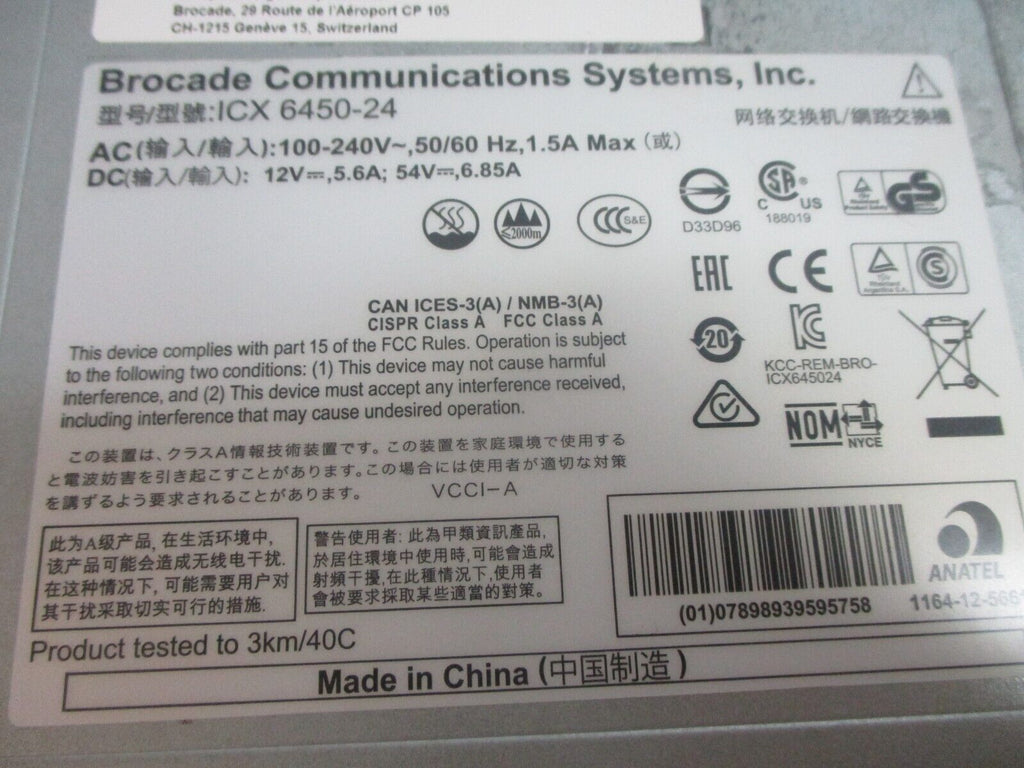 Brocade, 29 Route de l'Aéroport CP 105
CH-1215 Genève 15, Switzerland
Brocade Communications Systems, Inc.
型号/型號:ICX 6450-24
网络交换机/網路交換機
AC(输入/輸入):100-240V~,50/60 Hz,1.5A Max (或)
DC(输入/輸入): 12V⎓,5.6A; 54V⎓,6.85A
≤2000m
CCC S&E
D33D96
C SA US
188019
TÜV Rheinland Product Safety GS
EAC
CE
TÜV Rheinland Argentina S.A. S
CAN ICES-3(A) / NMB-3(A)
CISPR Class A FCC Class A
This device complies with part 15 of the FCC Rules. Operation is subject
to the following two conditions: (1) This device may not cause harmful
interference, and (2) This device must accept any interference received,
including interference that may cause undesired operation.
20
KCC-REM-BRO-
ICX645024
NOM
NYCE
この装置は、クラスA情報技術装置です。この装置を家庭環境で使用する
と電波妨害を引き起こすことがあります。この場合には使用者が適切な対策
を講ずるよう要求されることがあります。 VCCI-A
此为A级产品, 在生活环境中,
该产品可能会造成无线电干扰.
在这种情况下, 可能需要用户对
其干扰采取切实可行的措施.
警告使用者: 此為甲類資訊產品,
於居住環境中使用時,可能會造成
射頻干擾,在此種情況下,使用者
會被要求採取某些適當的對策。
(01)07898939595758
ANATEL
1164-12-5661
Product tested to 3km/40C
Made in China (中国制造)